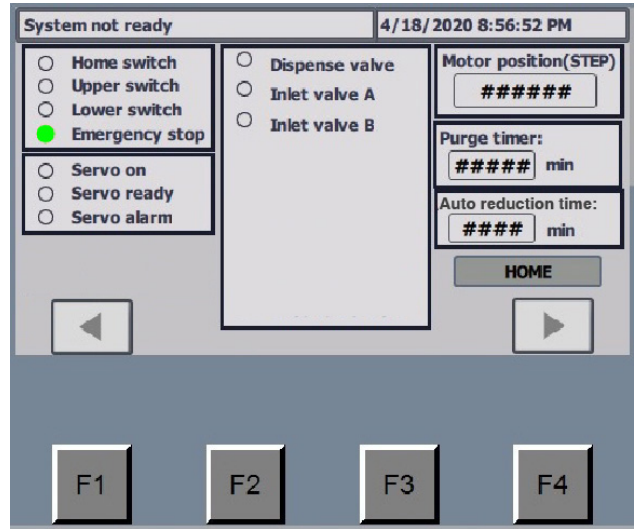 System not ready
4/18/2020 8:56:52 PM
Home switch
Upper switch
Lower switch
Emergency stop
Servo on
Servo ready
Servo alarm
Dispense valve
Inlet valve A
Inlet valve B
Motor position(STEP)
######
Purge timer:
##### min
Auto reduction time:
#### min
HOME
F1
F2
F3
F4